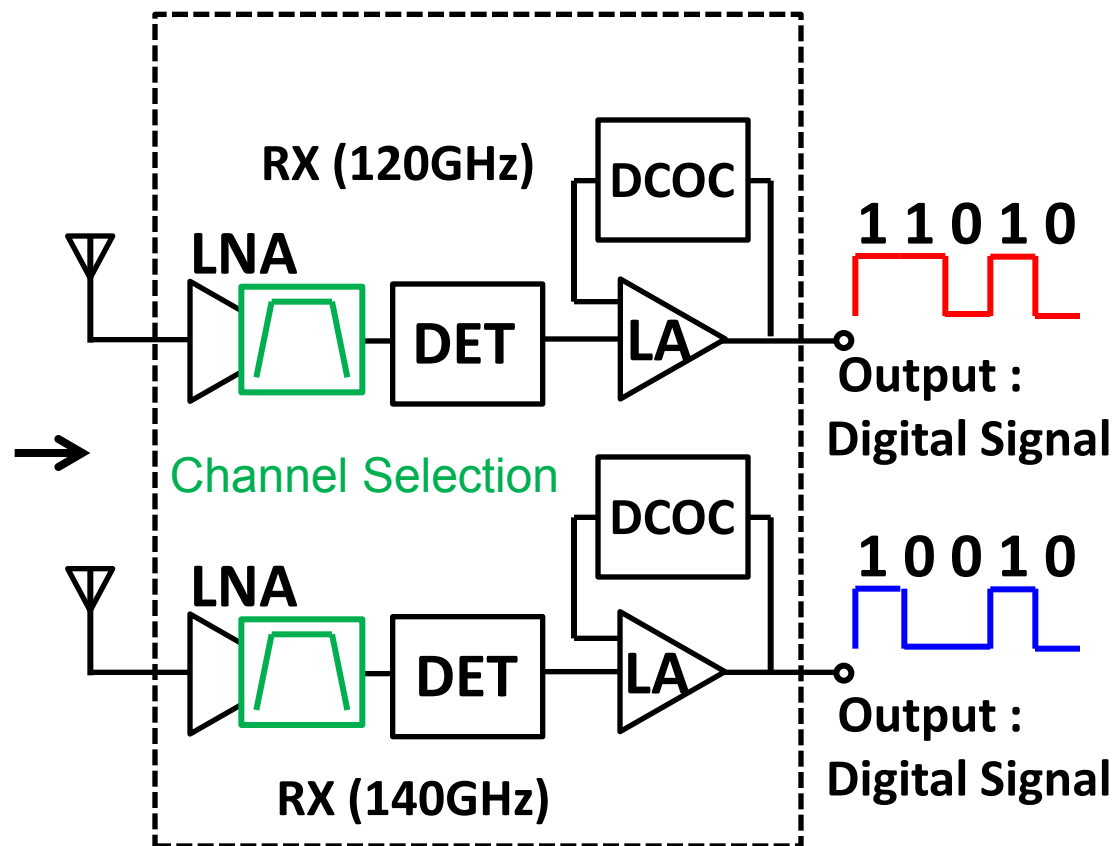 RX (120GHz)
DCOC
1 1 0 1 0
LNA
DET
LA
Output :
Digital Signal
Channel Selection
DCOC
1 0 0 1 0
LNA
DET
LA
Output :
Digital Signal
RX (140GHz)